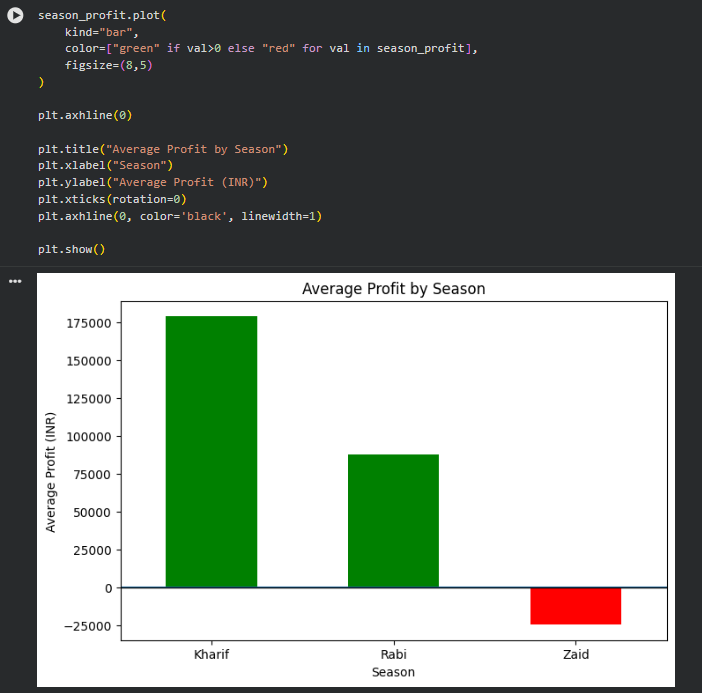 season_profit.plot(
    kind="bar",
    color=["green" if val>0 else "red" for val in season_profit],
    figsize=(8,5)
)
plt.axhline(0)
plt.title("Average Profit by Season")
plt.xlabel("Season")
plt.ylabel("Average Profit (INR)")
plt.xticks(rotation=0)
plt.axhline(0, color='black', linewidth=1)
plt.show()
Average Profit by Season
Average Profit (INR)
175000
150000
125000
100000
75000
50000
25000
0
−25000
Kharif Rabi Zaid
Season